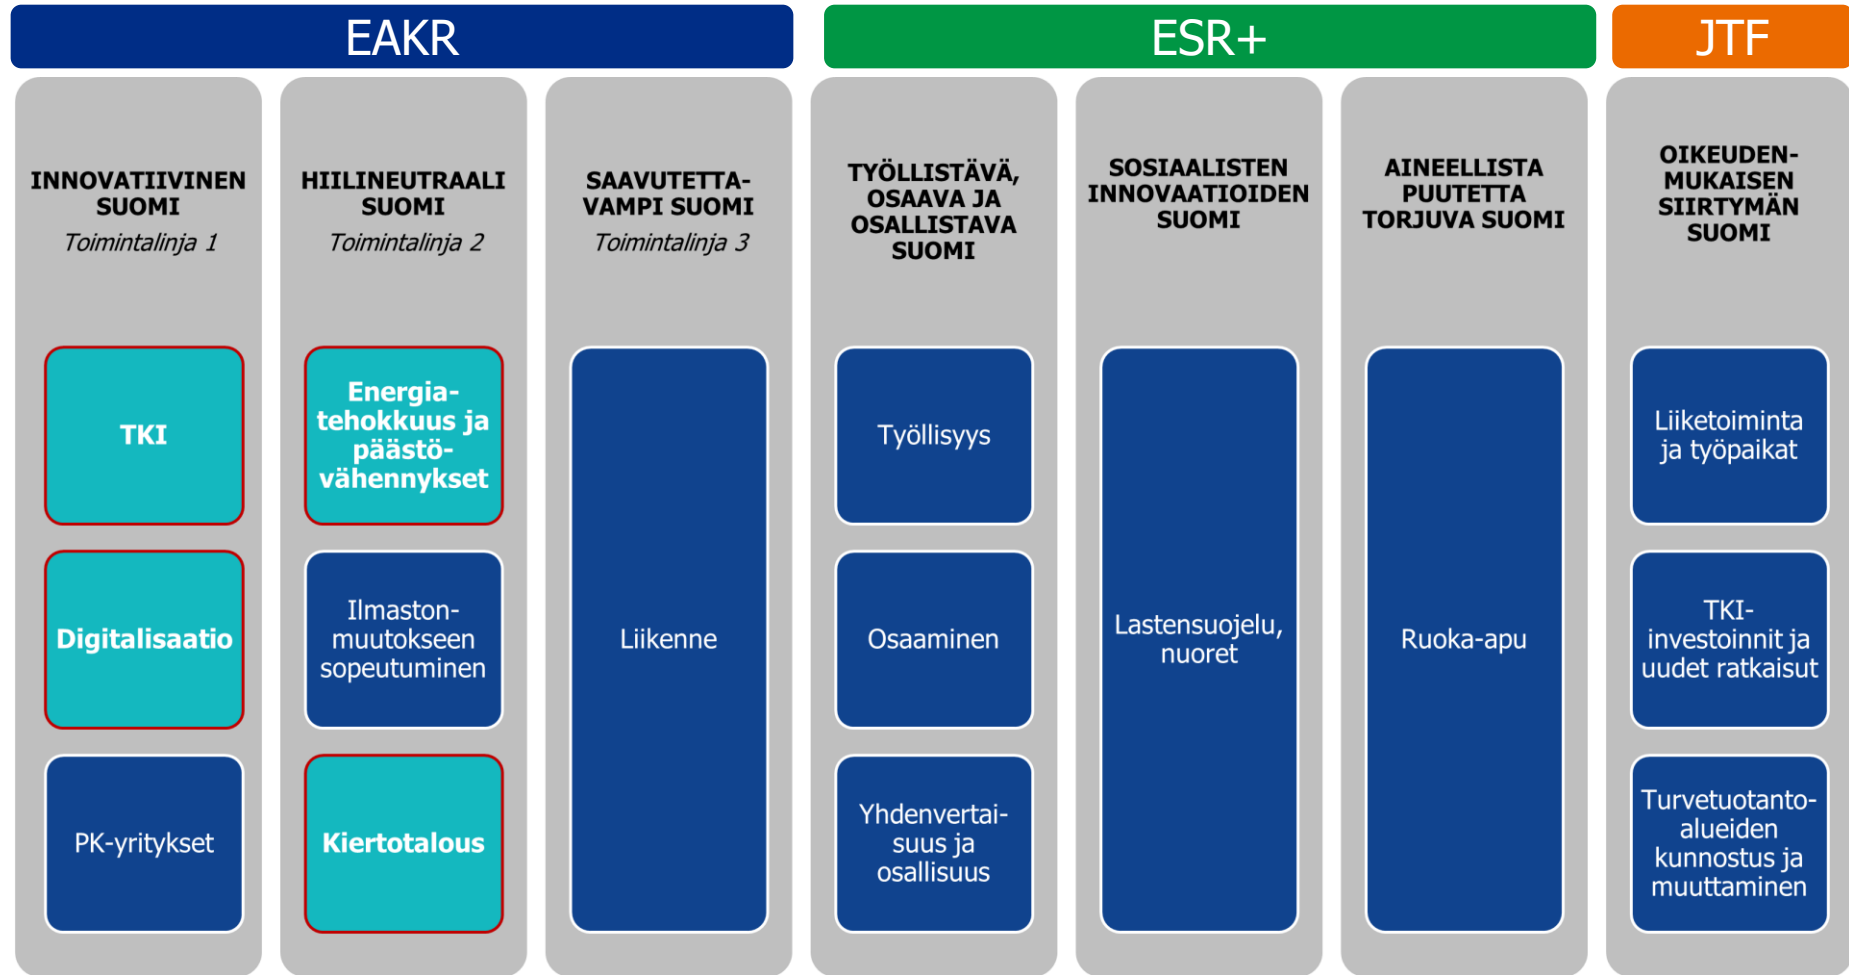 EAKR
ESR+
JTF
INNOVATIIVINEN
SUOMI
Toimintalinja 1
TKI
Digitalisaatio
PK-yritykset
HIILINEUTRAALI
SUOMI
Toimintalinja 2
Energia-
tehokkuus ja
päästö-
vähennykset
Ilmaston-
muutokseen
sopeutuminen
Kiertotalous
SAAVUTETTA-
VAMPI SUOMI
Toimintalinja 3
Liikenne
TYÖLLISTÄVÄ,
OSAAVA JA
OSALLISTAVA
SUOMI
Työllisyys
Osaaminen
Yhdenvertai-
suus ja
osallisuus
SOSIAALISTEN
INNOVAATIOIDEN
SUOMI
Lastensuojelu,
nuoret
AINEELLISTA
PUUTETTA
TORJUVA SUOMI
Ruoka-apu
OIKEUDEN-
MUKAISEN
SIIRTYMÄN
SUOMI
Liiketoiminta
ja työpaikat
TKI-
investoinnit ja
uudet ratkaisut
Turvetuotanto-
alueiden
kunnostus ja
muuttaminen